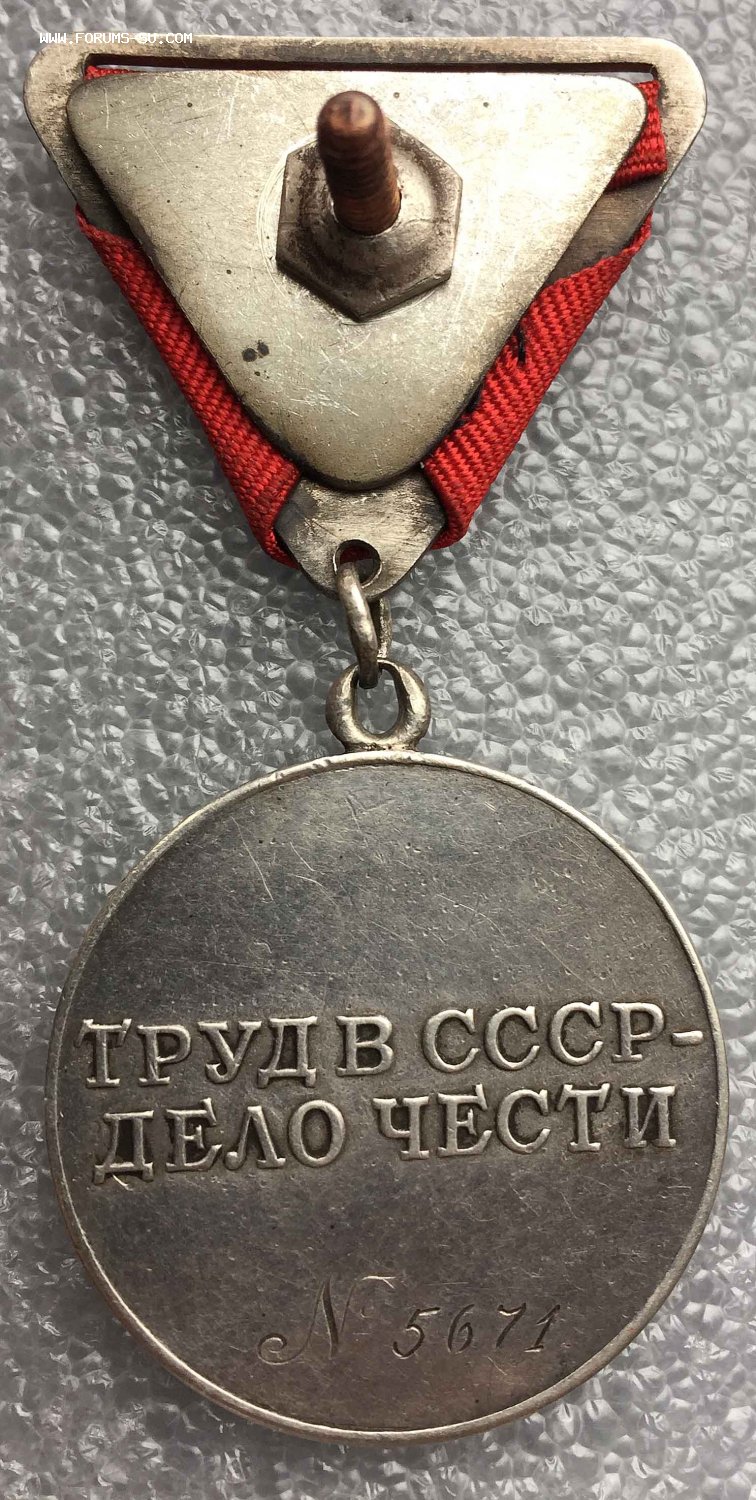 WWW.FORUMS-SU.COM
ТРУД В СССР-
ДЕЛО ЧЕСТИ
№ 5671